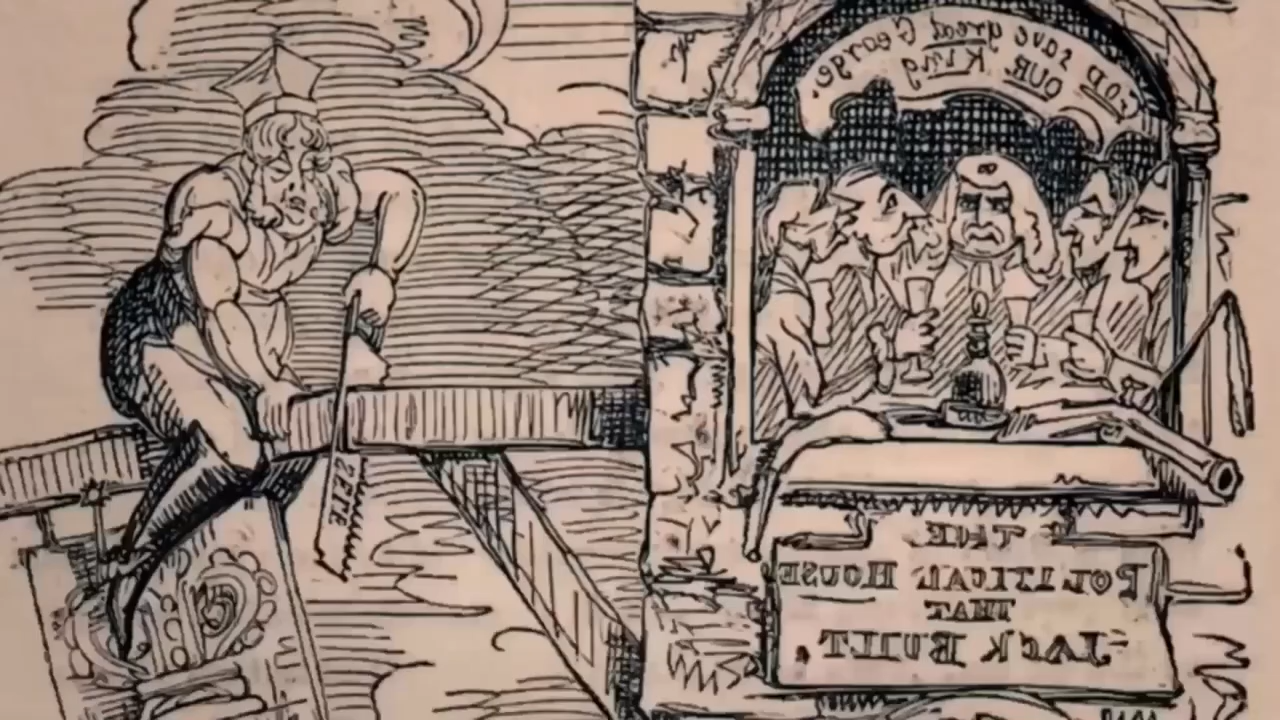 GOD save great George
OUR King.
THE
POLITICAL HOUSE
THAT
JACK BUILT.